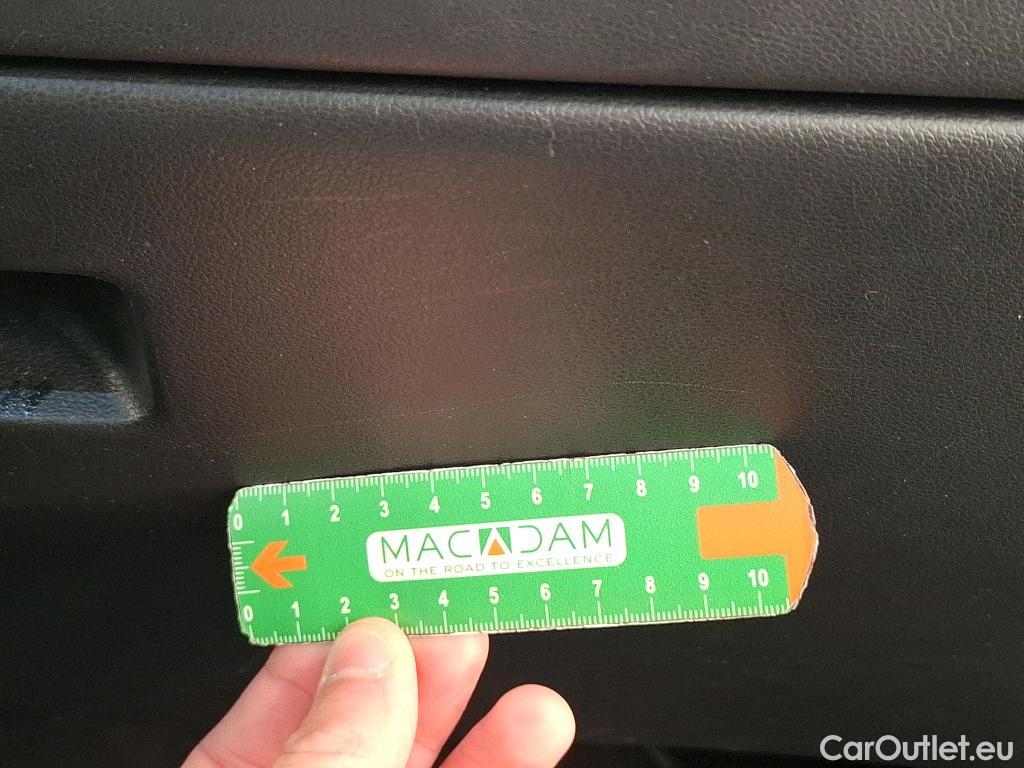 0 1 2 3 4 5 6 7 8 9 10
MACADAM
ON THE ROAD TO EXCELLENCE
0 1 2 3 4 5 6 7 8 9 10
CarOutlet.eu